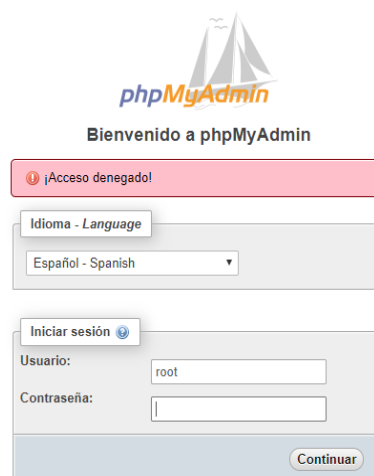 phpMyAdmin
Bienvenido a phpMyAdmin
¡Acceso denegado!
Idioma - Language
Español - Spanish
Iniciar sesión
Usuario:
root
Contraseña:
Continuar